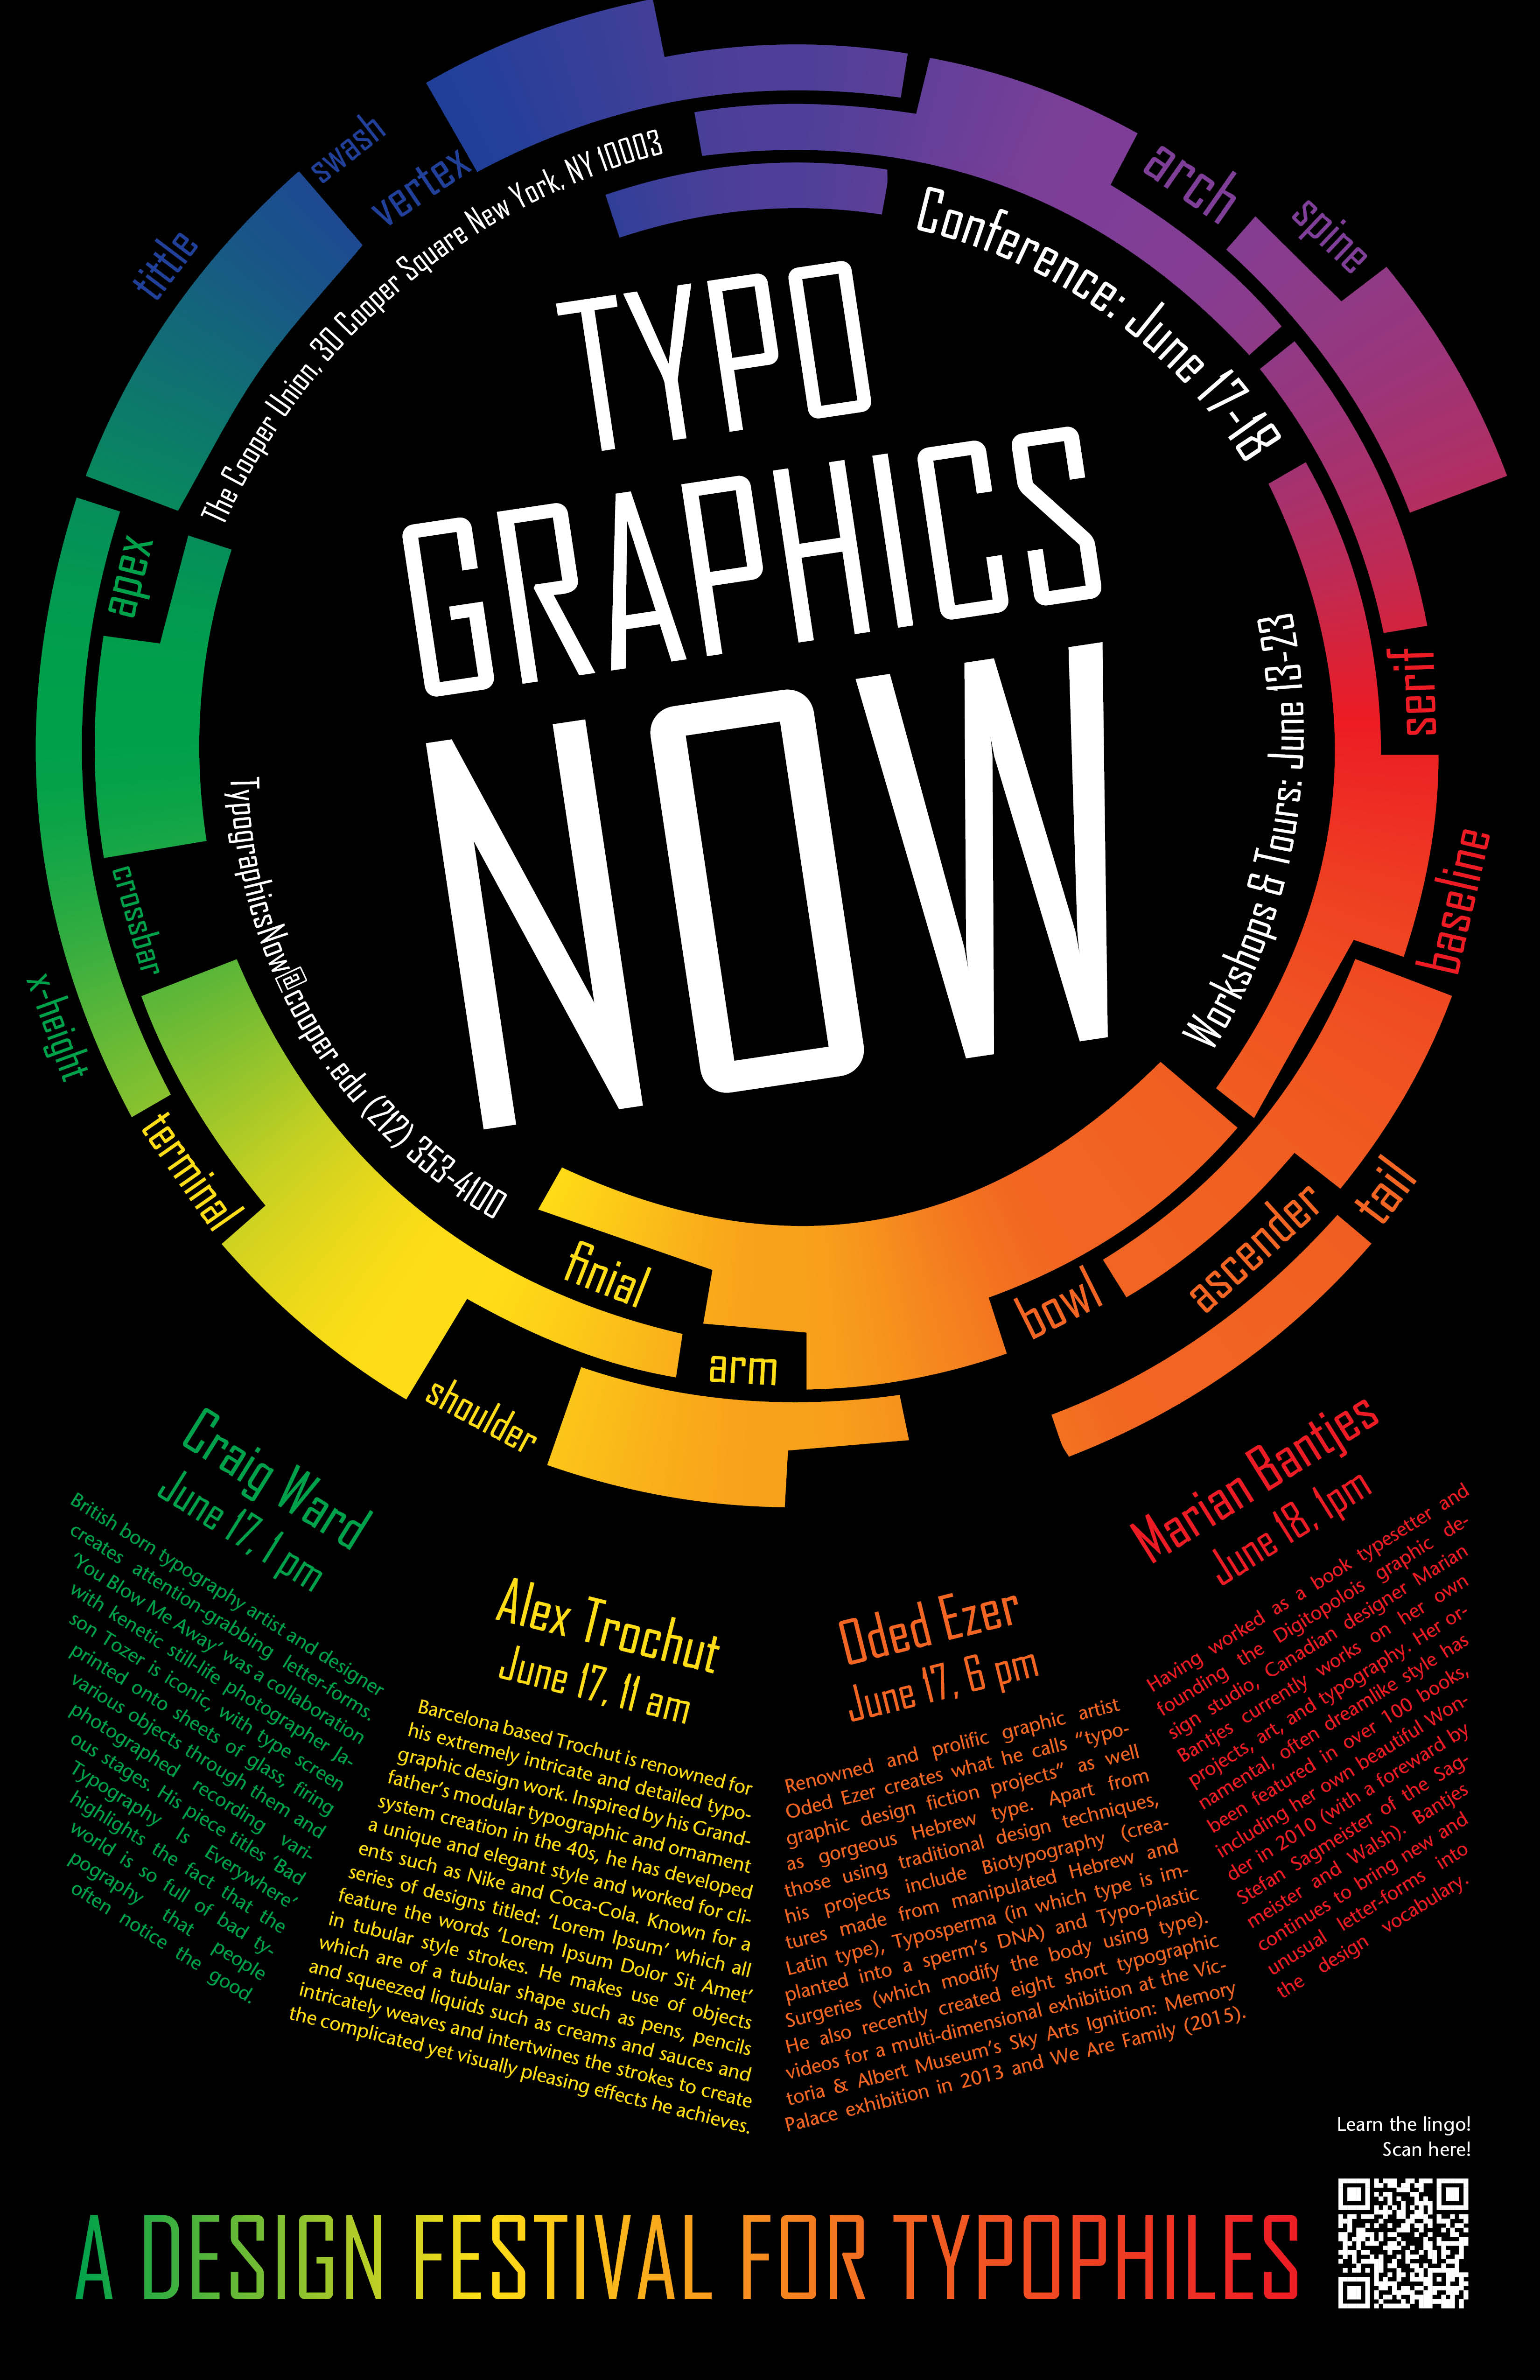 TYPO
GRAPHICS
NOW
The Cooper Union, 30 Cooper Square New York, NY 10003
Conference: June 17-18
Workshops & Tours: June 13-23
TypographicsNow@cooper.edu (212) 353-4100
swash
vertex
tittle
arch
spine
apex
serif
baseline
crossbar
x-height
terminal
tail
ascender
finial
bowl
arm
shoulder
Craig Ward
June 17, 1 pm
British born typography artist and designer
creates attention-grabbing letter-forms.
‘You Blow Me Away’ was a collaboration
with kenetic still-life photographer Ja-
son Tozer is iconic, with type screen
printed onto sheets of glass, firing
various objects through them and
photographed recording vari-
ous stages. His piece titles ‘Bad
Typography Is Everywhere’
highlights the fact that the
world is so full of bad ty-
pography that people
often notice the good.
Alex Trochut
June 17, 11 am
Barcelona based Trochut is renowned for
his extremely intricate and detailed typo-
graphic design work. Inspired by his Grand-
father’s modular typographic and ornament
system creation in the 40s, he has developed
a unique and elegant style and worked for cli-
ents such as Nike and Coca-Cola. Known for a
series of designs titled: ‘Lorem Ipsum’ which all
feature the words ‘Lorem Ipsum Dolor Sit Amet’
in tubular style strokes. He makes use of objects
which are of a tubular shape such as pens, pencils
and squeezed liquids such as creams and sauces and
intricately weaves and intertwines the strokes to create
the complicated yet visually pleasing effects he achieves.
Oded Ezer
June 17, 6 pm
Renowned and prolific graphic artist
Oded Ezer creates what he calls “typo-
graphic design fiction projects” as well
as gorgeous Hebrew type. Apart from
those using traditional design techniques,
his projects include Biotypography (crea-
tures made from manipulated Hebrew and
Latin type), Typosperma (in which type is im-
planted into a sperm’s DNA) and Typo-plastic
Surgeries (which modify the body using type).
He also recently created eight short typographic
videos for a multi-dimensional exhibition at the Vic-
toria & Albert Museum’s Sky Arts Ignition: Memory
Palace exhibition in 2013 and We Are Family (2015).
Marian Bantjes
June 18, 1pm
Having worked as a book typesetter and
founding the Digitopolois graphic de-
sign studio, Canadian designer Marian
Bantjes currently works on her own
projects, art, and typography. Her or-
namental, often dreamlike style has
been featured in over 100 books,
including her own beautiful Won-
der in 2010 (with a foreward by
Stefan Sagmeister of the Sag-
meister and Walsh). Bantjes
continues to bring new and
unusual letter-forms into
the design vocabulary.
Learn the lingo!
Scan here!
A DESIGN FESTIVAL FOR TYPOPHILES